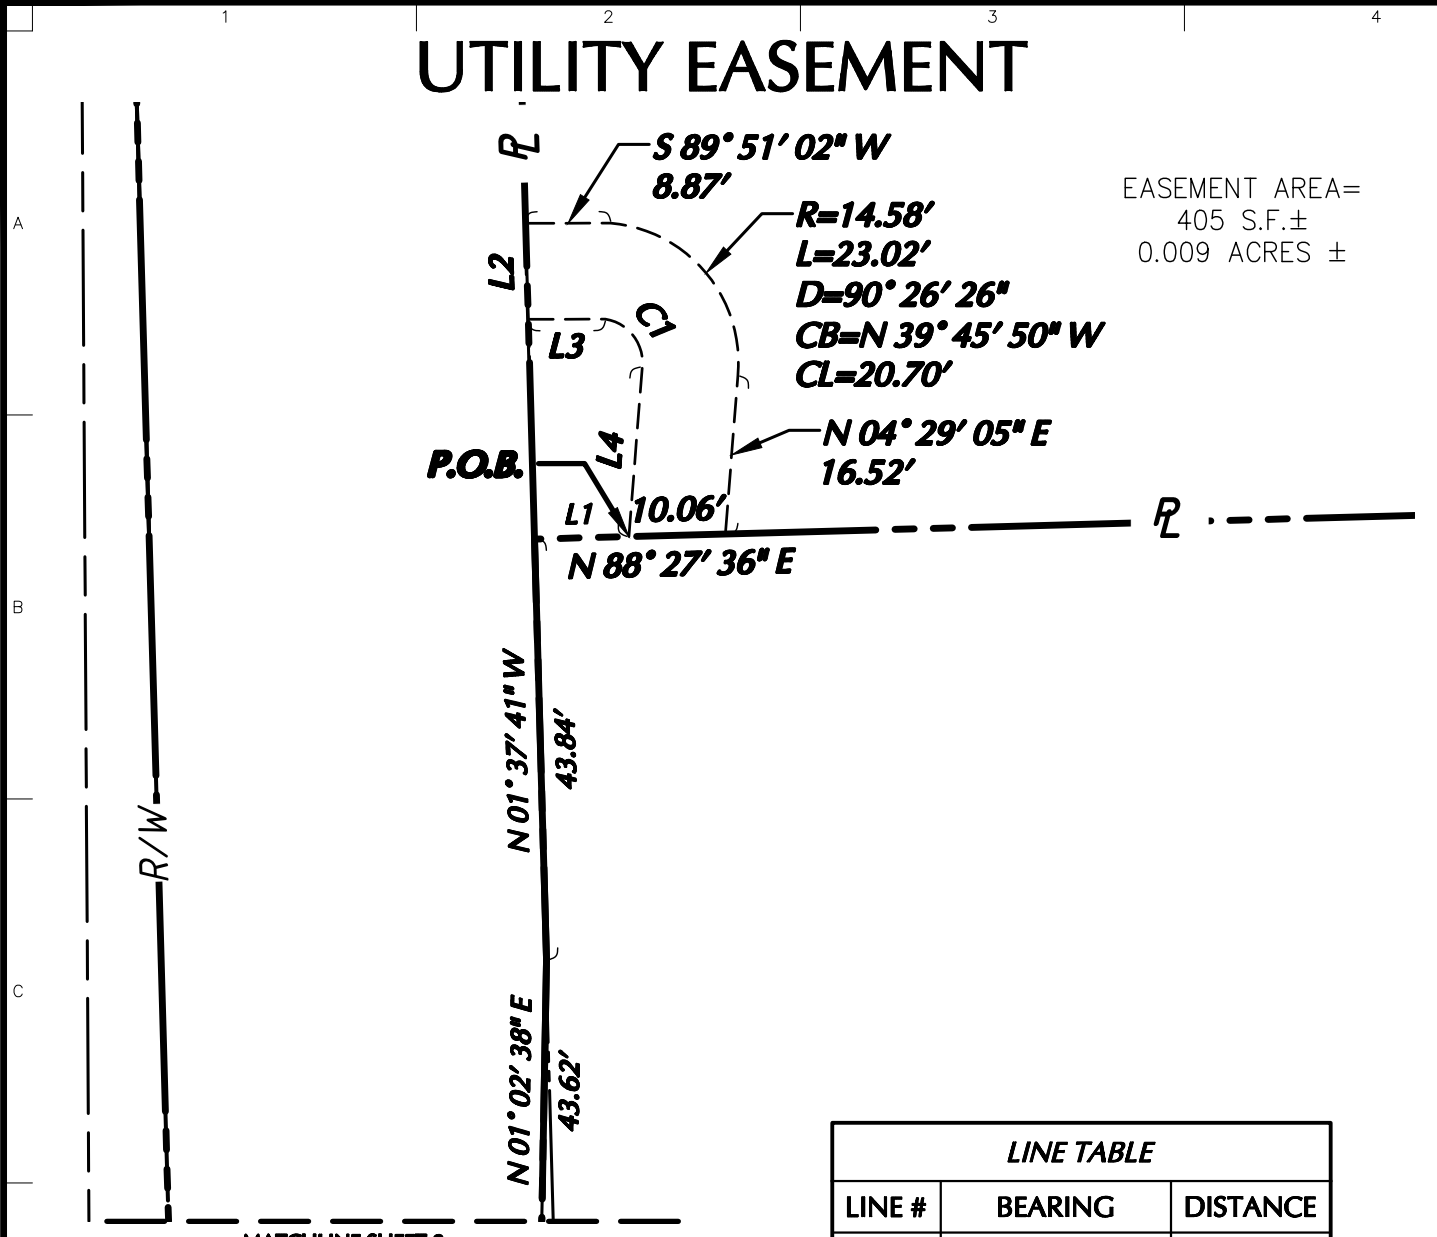 1 2 3 4
UTILITY EASEMENT
PL
S 89° 51' 02" W
8.87'
EASEMENT AREA=
405 S.F.±
0.009 ACRES ±
A
R=14.58'
L=23.02'
D=90° 26' 26"
CB=N 39° 45' 50" W
CL=20.70'
L2
C1
L3
N 04° 29' 05" E
16.52'
L4
P.O.B.
L1 10.06'
PL
N 88° 27' 36" E
B
N 01° 37' 41" W
43.84'
R/W
C
N 01° 02' 38" E
43.62'
LINE TABLE
LINE # BEARING DISTANCE